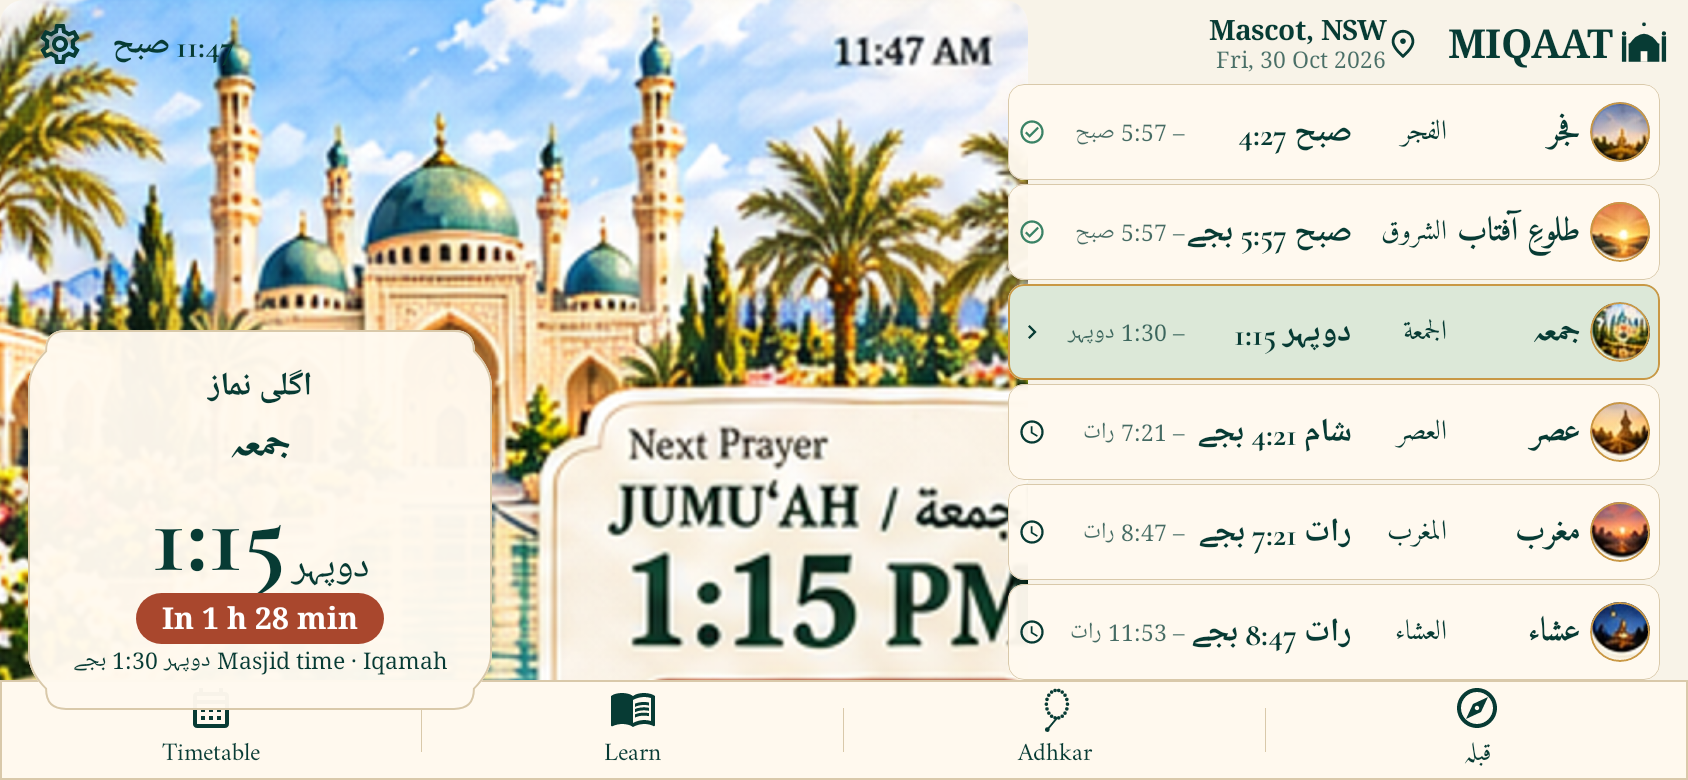 MIQAAT
Mascot, NSW
Fri, 30 Oct 2026
11:47 AM
11:47 صبح
فجر الفجر صبح 4:27 – 5:57 صبح
طلوعِ آفتاب الشروق صبح 5:57 بجے – 5:57 صبح
جمعہ الجمعة دوپہر 1:15 – 1:30 دوپہر
عصر العصر شام 4:21 بجے – 7:21 رات
مغرب المغرب رات 7:21 بجے – 8:47 رات
عشاء العشاء رات 8:47 بجے – 11:53 رات
اگلی نماز
جمعہ
1:15 دوپہر
In 1 h 28 min
Masjid time · Iqamah دوپہر 1:30 بجے
Next Prayer
JUMU‘AH / جمعة
1:15 PM
Timetable
Learn
Adhkar
قبلہ